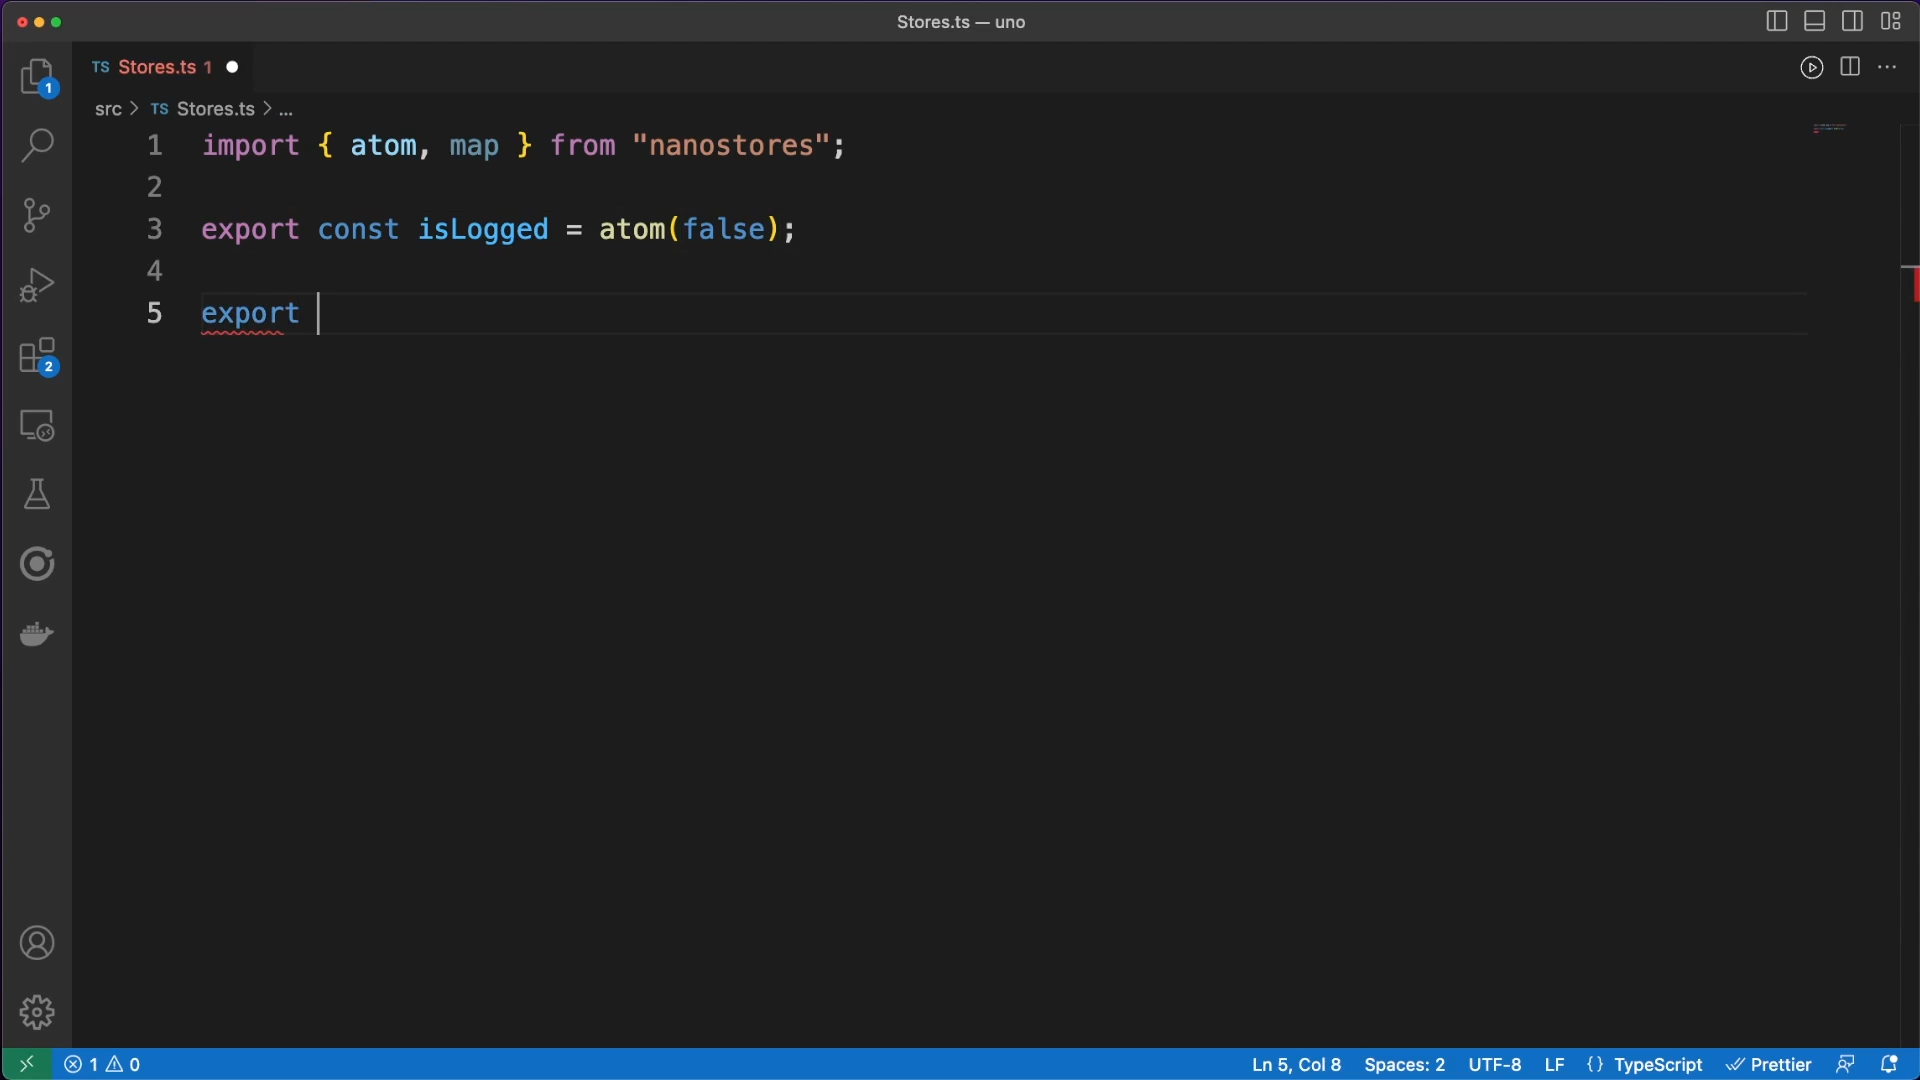 Stores.ts — uno
TS Stores.ts 1
src > TS Stores.ts > ...
1 import { atom, map } from "nanostores";
2
3 export const isLogged = atom(false);
4
5 export
1
2
1 0
Ln 5, Col 8 Spaces: 2 UTF-8 LF {} TypeScript Prettier